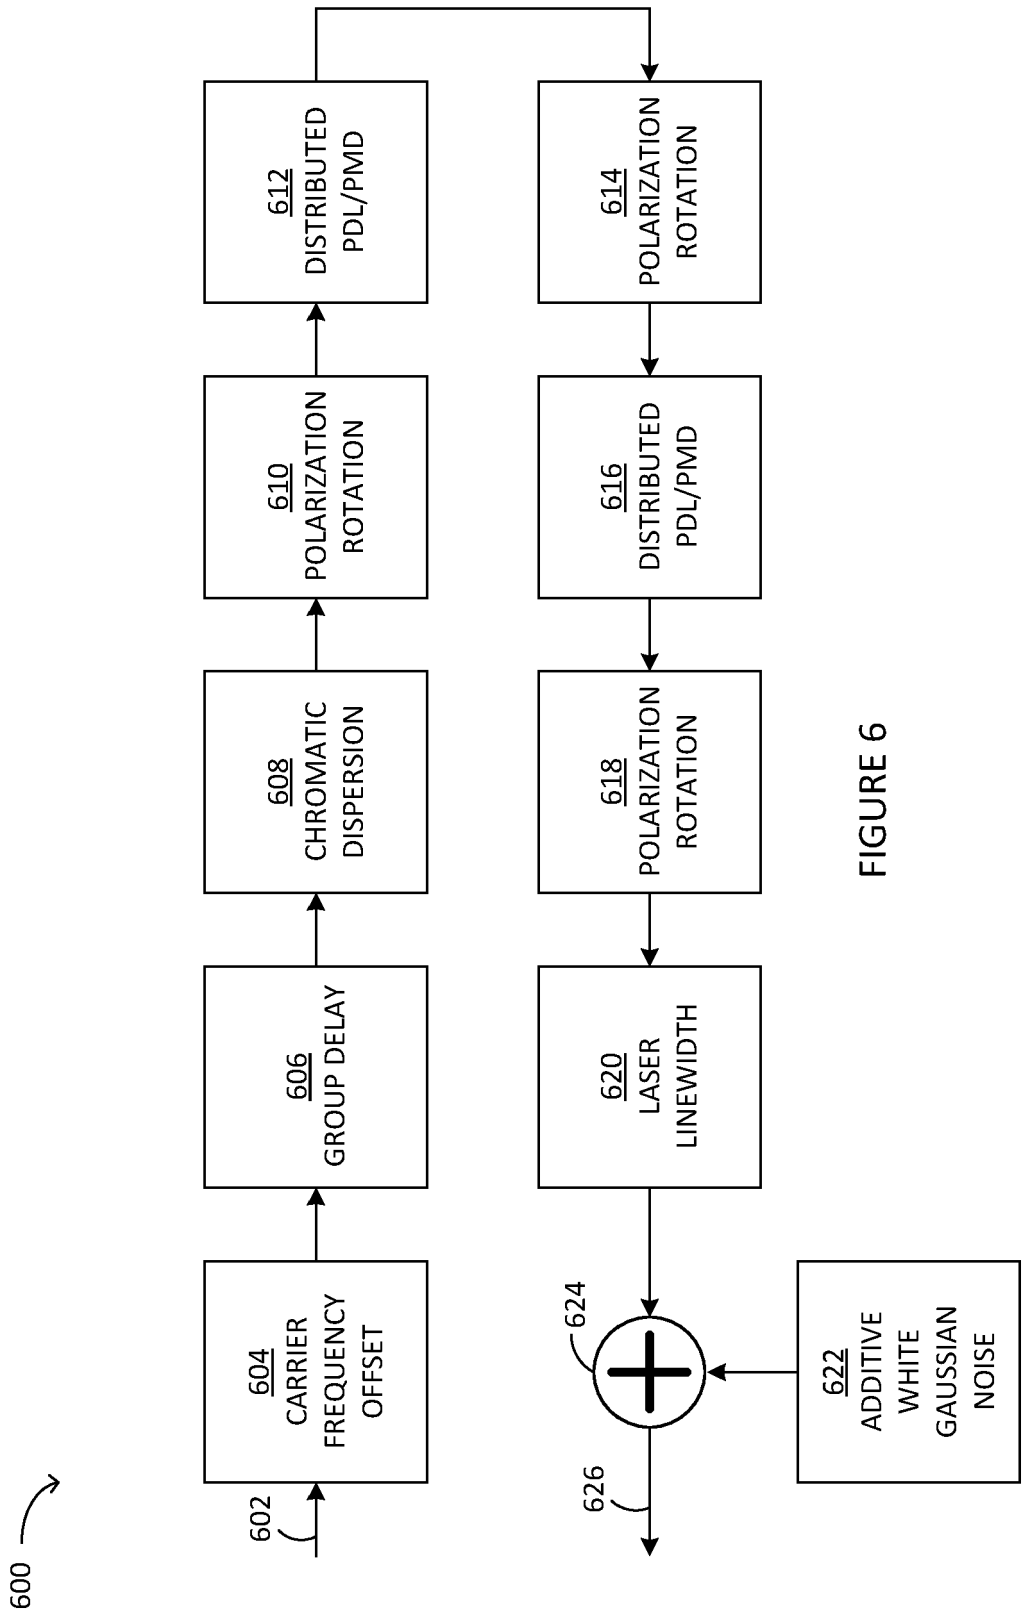 600
602
604
CARRIER
FREQUENCY
OFFSET
606
GROUP DELAY
608
CHROMATIC
DISPERSION
610
POLARIZATION
ROTATION
612
DISTRIBUTED
PDL/PMD
614
POLARIZATION
ROTATION
616
DISTRIBUTED
PDL/PMD
618
POLARIZATION
ROTATION
620
LASER
LINEWIDTH
624
626
622
ADDITIVE
WHITE
GAUSSIAN
NOISE
FIGURE 6